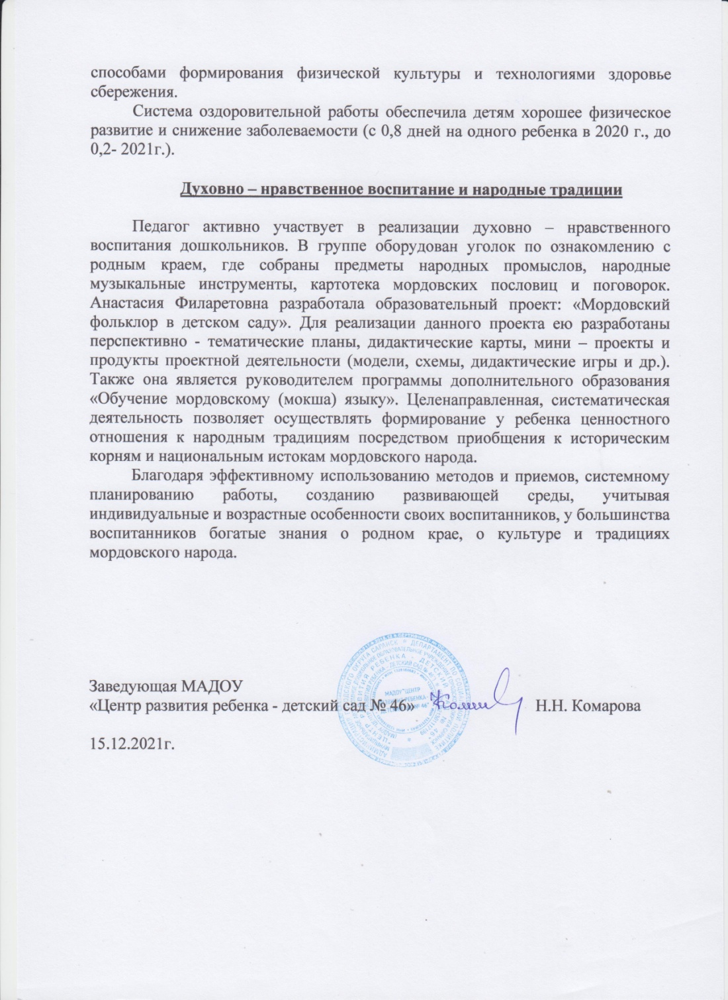 способами формирования физической культуры и технологиями здоровье
сбережения.
Система оздоровительной работы обеспечила детям хорошее физическое
развитие и снижение заболеваемости (с 0,8 дней на одного ребенка в 2020 г., до
0,2- 2021г.).
Духовно – нравственное воспитание и народные традиции
Педагог активно участвует в реализации духовно – нравственного
воспитания дошкольников. В группе оборудован уголок по ознакомлению с
родным краем, где собраны предметы народных промыслов, народные
музыкальные инструменты, картотека мордовских пословиц и поговорок.
Анастасия Филаретовна разработала образовательный проект: «Мордовский
фольклор в детском саду». Для реализации данного проекта ею разработаны
перспективно - тематические планы, дидактические карты, мини – проекты и
продукты проектной деятельности (модели, схемы, дидактические игры и др.).
Также она является руководителем программы дополнительного образования
«Обучение мордовскому (мокша) языку». Целенаправленная, систематическая
деятельность позволяет осуществлять формирование у ребенка ценностного
отношения к народным традициям посредством приобщения к историческим
корням и национальным истокам мордовского народа.
Благодаря эффективному использованию методов и приемов, системному
планированию работы, созданию развивающей среды, учитывая
индивидуальные и возрастные особенности своих воспитанников, у большинства
воспитанников богатые знания о родном крае, о культуре и традициях
мордовского народа.
Заведующая МАДОУ
«Центр развития ребенка - детский сад № 46» Н.Н. Комарова
15.12.2021г.
МАДОУ "ЦЕНТР
РАЗВИТИЯ РЕБЕНКА-